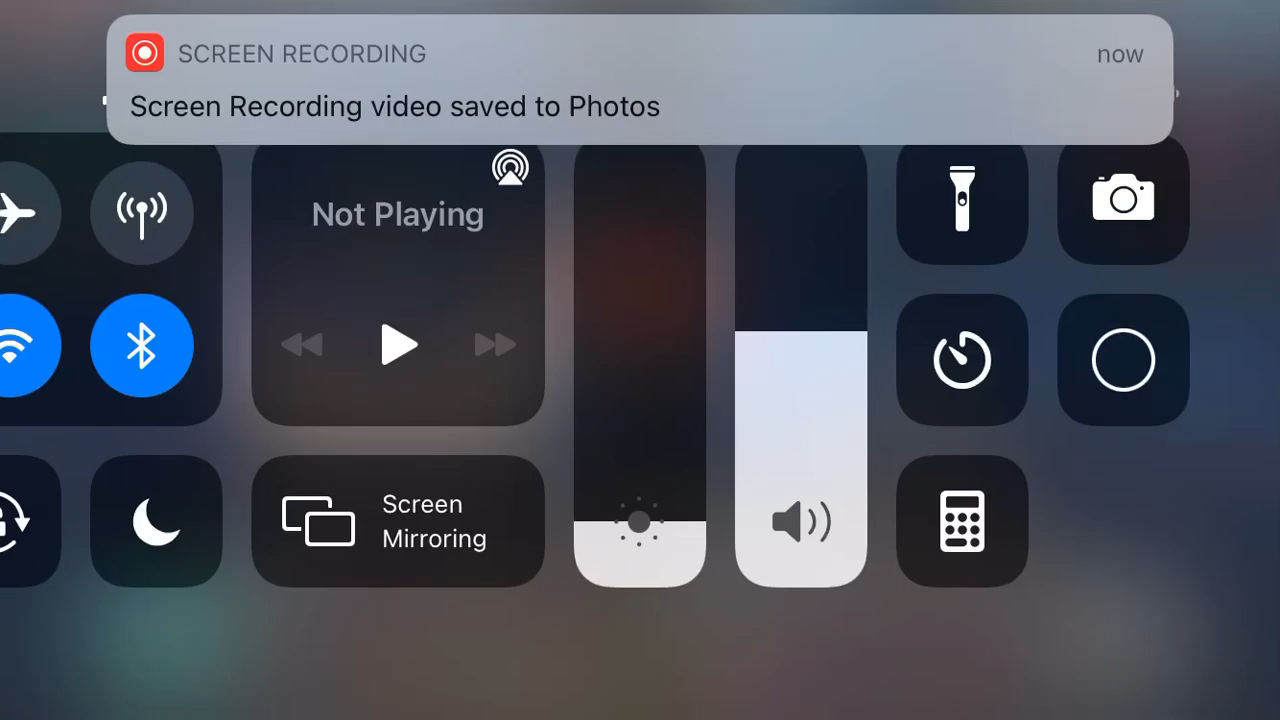 SCREEN RECORDING now
Screen Recording video saved to Photos
Not Playing
Screen
Mirroring